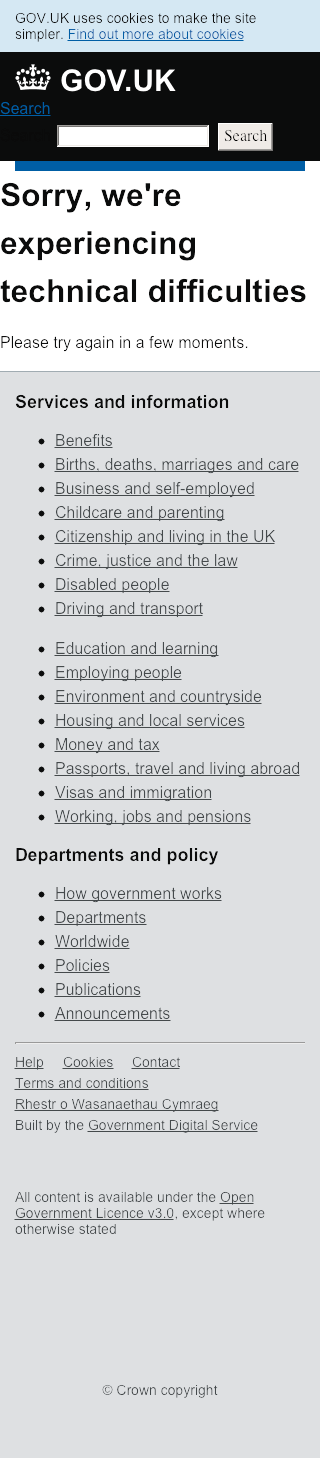 GOV.UK uses cookies to make the site
simpler. Find out more about cookies
GOV.UK
Search
Search
Sorry, we're
experiencing
technical difficulties
Please try again in a few moments.
Services and information
Benefits
Births, deaths, marriages and care
Business and self-employed
Childcare and parenting
Citizenship and living in the UK
Crime, justice and the law
Disabled people
Driving and transport
Education and learning
Employing people
Environment and countryside
Housing and local services
Money and tax
Passports, travel and living abroad
Visas and immigration
Working, jobs and pensions
Departments and policy
How government works
Departments
Worldwide
Policies
Publications
Announcements
Help Cookies Contact
Terms and conditions
Rhestr o Wasanaethau Cymraeg
Built by the Government Digital Service
All content is available under the Open
Government Licence v3.0, except where
otherwise stated
© Crown copyright